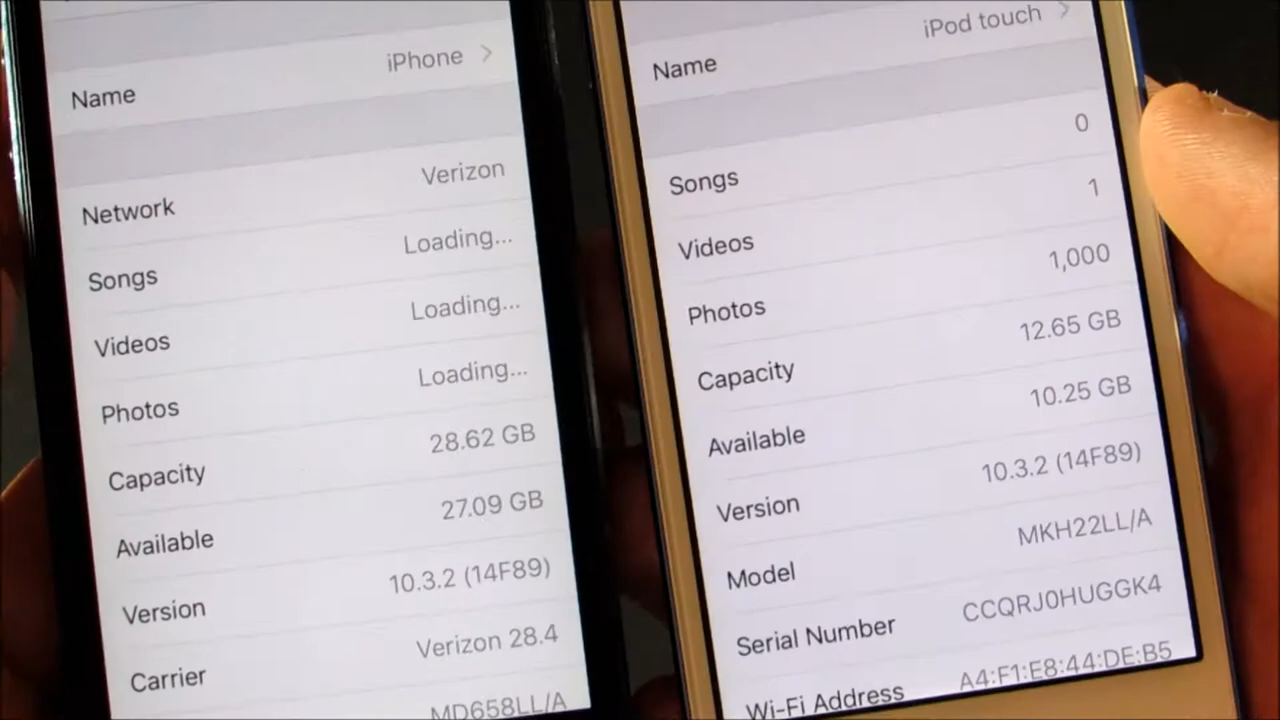 Name iPhone
Network Verizon
Songs Loading...
Videos Loading...
Photos Loading...
Capacity 28.62 GB
Available 27.09 GB
Version 10.3.2 (14F89)
Carrier Verizon 28.4
MD658LL/A
Name iPod touch
Songs 0
Videos 1
Photos 1,000
Capacity 12.65 GB
Available 10.25 GB
Version 10.3.2 (14F89)
Model MKH22LL/A
Serial Number CCQRJ0HUGGK4
Wi-Fi Address A4:F1:E8:44:DE:B5